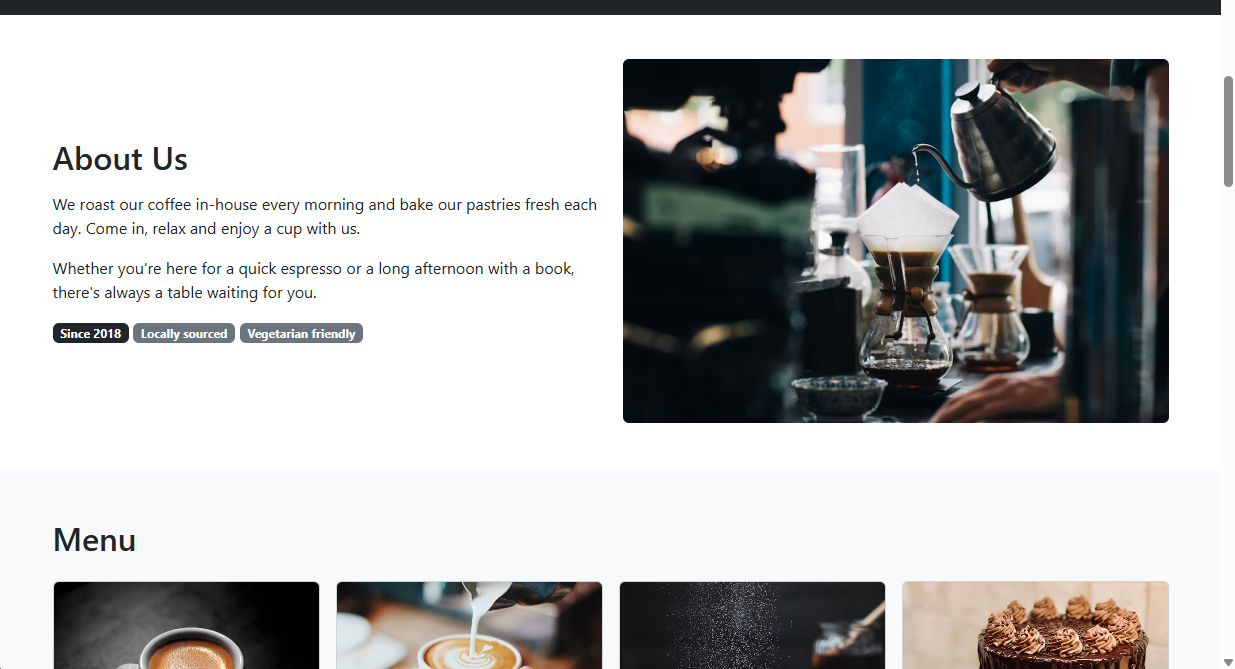 About Us
We roast our coffee in-house every morning and bake our pastries fresh each
day. Come in, relax and enjoy a cup with us.
Whether you're here for a quick espresso or a long afternoon with a book,
there's always a table waiting for you.
Since 2018 Locally sourced Vegetarian friendly
Menu